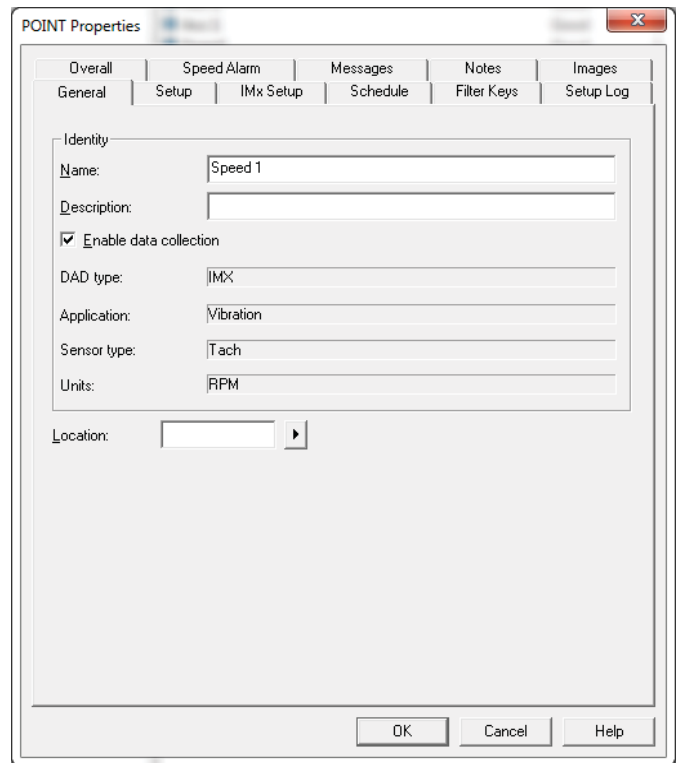 POINT Properties
Overall Speed Alarm Messages Notes Images
General Setup IMx Setup Schedule Filter Keys Setup Log
Identity
Name: Speed 1
Description:
Enable data collection
DAD type: IMX
Application: Vibration
Sensor type: Tach
Units: RPM
Location:
OK Cancel Help